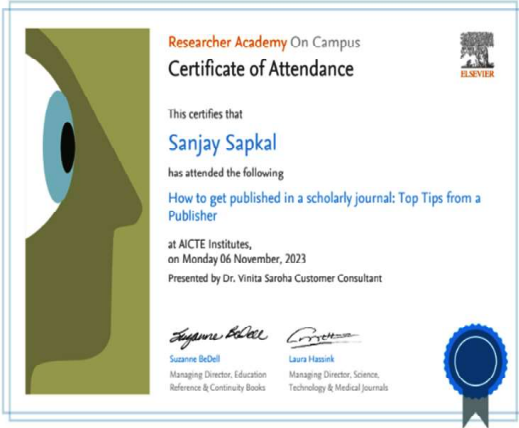 Researcher Academy On Campus
Certificate of Attendance
ELSEVIER
This certifies that
Sanjay Sapkal
has attended the following
How to get published in a scholarly journal: Top Tips from a
Publisher
at AICTE Institutes,
on Monday 06 November, 2023
Presented by Dr. Vinita Saroha Customer Consultant
Suzanne BeDell
Suzanne BeDell
Laura Hassink
Managing Director, Education
Reference & Continuity Books
Managing Director, Science,
Technology & Medical Journals